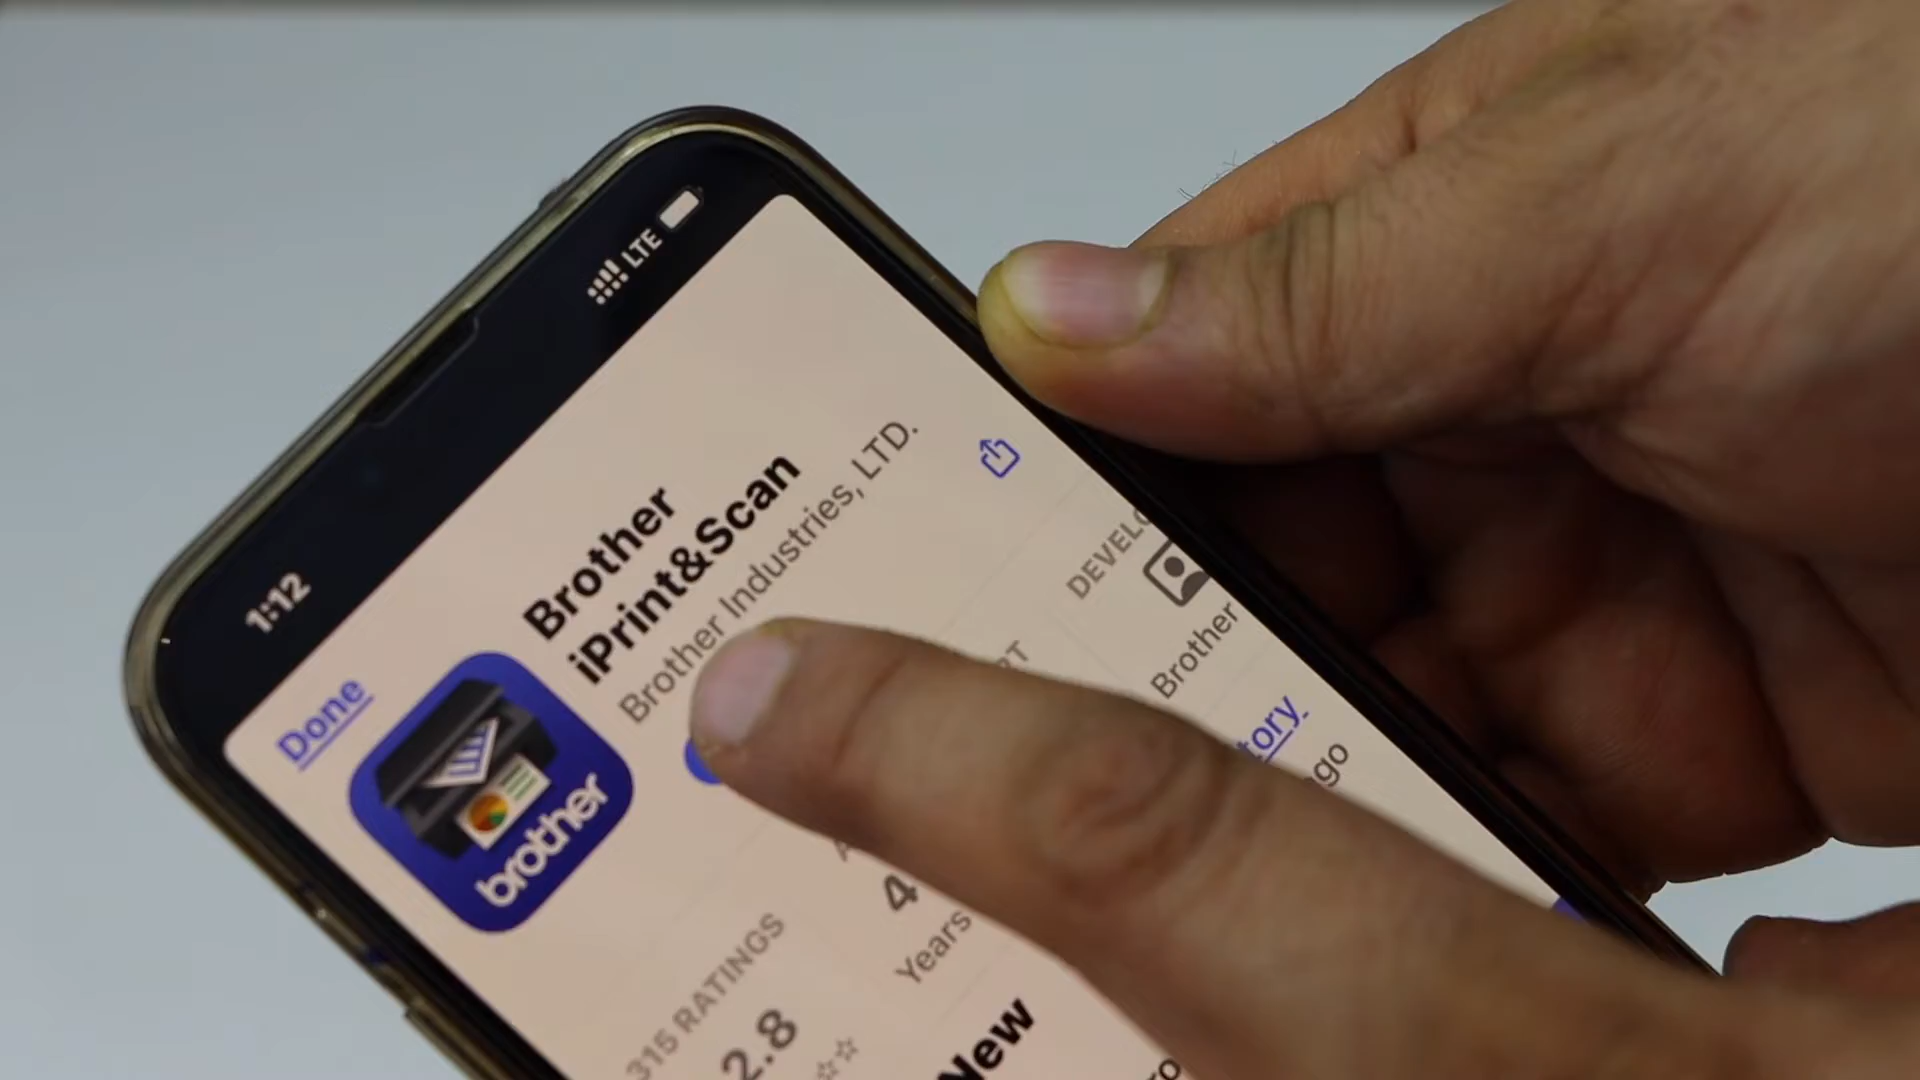 1:12
LTE
Done
Brother
iPrint&Scan
Brother Industries, LTD.
brother
315 RATINGS
2.8
4
Years
Brother
New